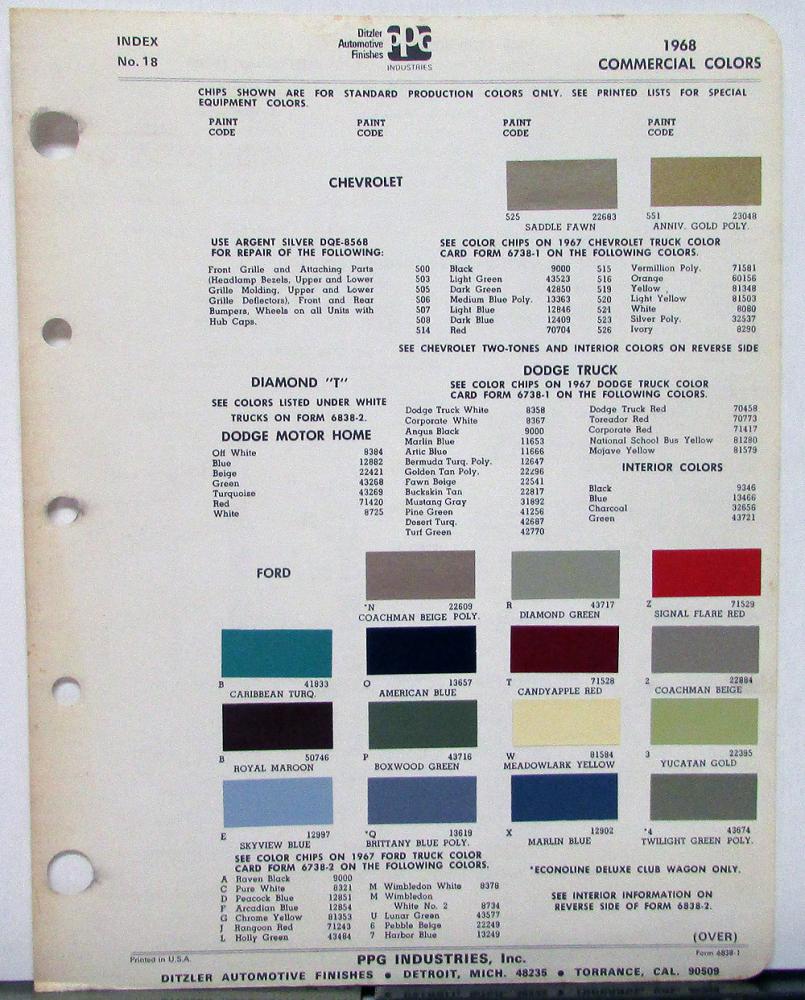 INDEX
No. 18
Ditzler
Automotive
Finishes
PPG
INDUSTRIES
1968
COMMERCIAL COLORS
CHIPS SHOWN ARE FOR STANDARD PRODUCTION COLORS ONLY. SEE PRINTED LISTS FOR SPECIAL
EQUIPMENT COLORS.
PAINT CODE PAINT CODE PAINT CODE PAINT CODE
CHEVROLET
525 22683
SADDLE FAWN
551 23048
ANNIV. GOLD POLY.
USE ARGENT SILVER DQE-8568
FOR REPAIR OF THE FOLLOWING:
Front Grille and Attaching Parts
(Headlamp Bezels, Upper and Lower
Grille Molding, Upper and Lower
Grille Deflectors), Front and Rear
Bumpers, Wheels on all Units with
Hub Caps.
SEE COLOR CHIPS ON 1967 CHEVROLET TRUCK COLOR
CARD FORM 6738-1 ON THE FOLLOWING COLORS.
500 Black 9000 515 Vermillion Poly. 71581
503 Light Green 43523 516 Orange 60156
505 Dark Green 42850 519 Yellow 81348
506 Medium Blue Poly. 13363 520 Light Yellow 81503
507 Light Blue 12846 521 White 8080
508 Dark Blue 12409 523 Silver Poly. 32537
514 Red 70704 526 Ivory 8290
SEE CHEVROLET TWO-TONES AND INTERIOR COLORS ON REVERSE SIDE
DIAMOND "T"
SEE COLORS LISTED UNDER WHITE
TRUCKS ON FORM 6838-2.
DODGE MOTOR HOME
Off White 8384
Blue 12882
Beige 22421
Green 43268
Turquoise 43269
Red 71420
White 8725
DODGE TRUCK
SEE COLOR CHIPS ON 1967 DODGE TRUCK COLOR
CARD FORM 6738-1 ON THE FOLLOWING COLORS.
Dodge Truck White 8358
Corporate White 8367
Angus Black 9000
Marlin Blue 11653
Artic Blue 11666
Bermuda Turq. Poly. 12647
Golden Tan Poly. 22296
Fawn Beige 22541
Buckskin Tan 22817
Mustang Gray 31892
Pine Green 41256
Desert Turq. 42687
Turf Green 42770
Dodge Truck Red 70458
Toreador Red 70773
Corporate Red 71417
National School Bus Yellow 81280
Mojave Yellow 81579
INTERIOR COLORS
Black 9346
Blue 13466
Charcoal 32656
Green 43721
FORD
*N 22609
COACHMAN BEIGE POLY.
R 43717
DIAMOND GREEN
Z 71529
SIGNAL FLARE RED
B 41833
CARIBBEAN TURQ.
O 13657
AMERICAN BLUE
T 71528
CANDYAPPLE RED
2 22884
COACHMAN BEIGE
B 50746
ROYAL MAROON
P 43716
BOXWOOD GREEN
W 81584
MEADOWLARK YELLOW
3 22395
YUCATAN GOLD
E 12997
SKYVIEW BLUE
*Q 13619
BRITTANY BLUE POLY.
X 12902
MARLIN BLUE
*4 43674
TWILIGHT GREEN POLY.
SEE COLOR CHIPS ON 1967 FORD TRUCK COLOR
CARD FORM 6738-2 ON THE FOLLOWING COLORS.
A Raven Black 9000
C Pure White 8321
D Peacock Blue 12851
F Arcadian Blue 12854
G Chrome Yellow 81353
J Rangoon Red 71243
L Holly Green 43484
M Wimbledon White 8378
M Wimbledon
White No. 2 8734
U Lunar Green 43577
6 Pebble Beige 22249
7 Harbor Blue 13249
*ECONOLINE DELUXE CLUB WAGON ONLY.
SEE INTERIOR INFORMATION ON
REVERSE SIDE OF FORM 6838-2.
(OVER)
Printed in U.S.A.
PPG INDUSTRIES, Inc.
Form 6838-1
DITZLER AUTOMOTIVE FINISHES ● DETROIT, MICH. 48235 ● TORRANCE, CAL. 90509